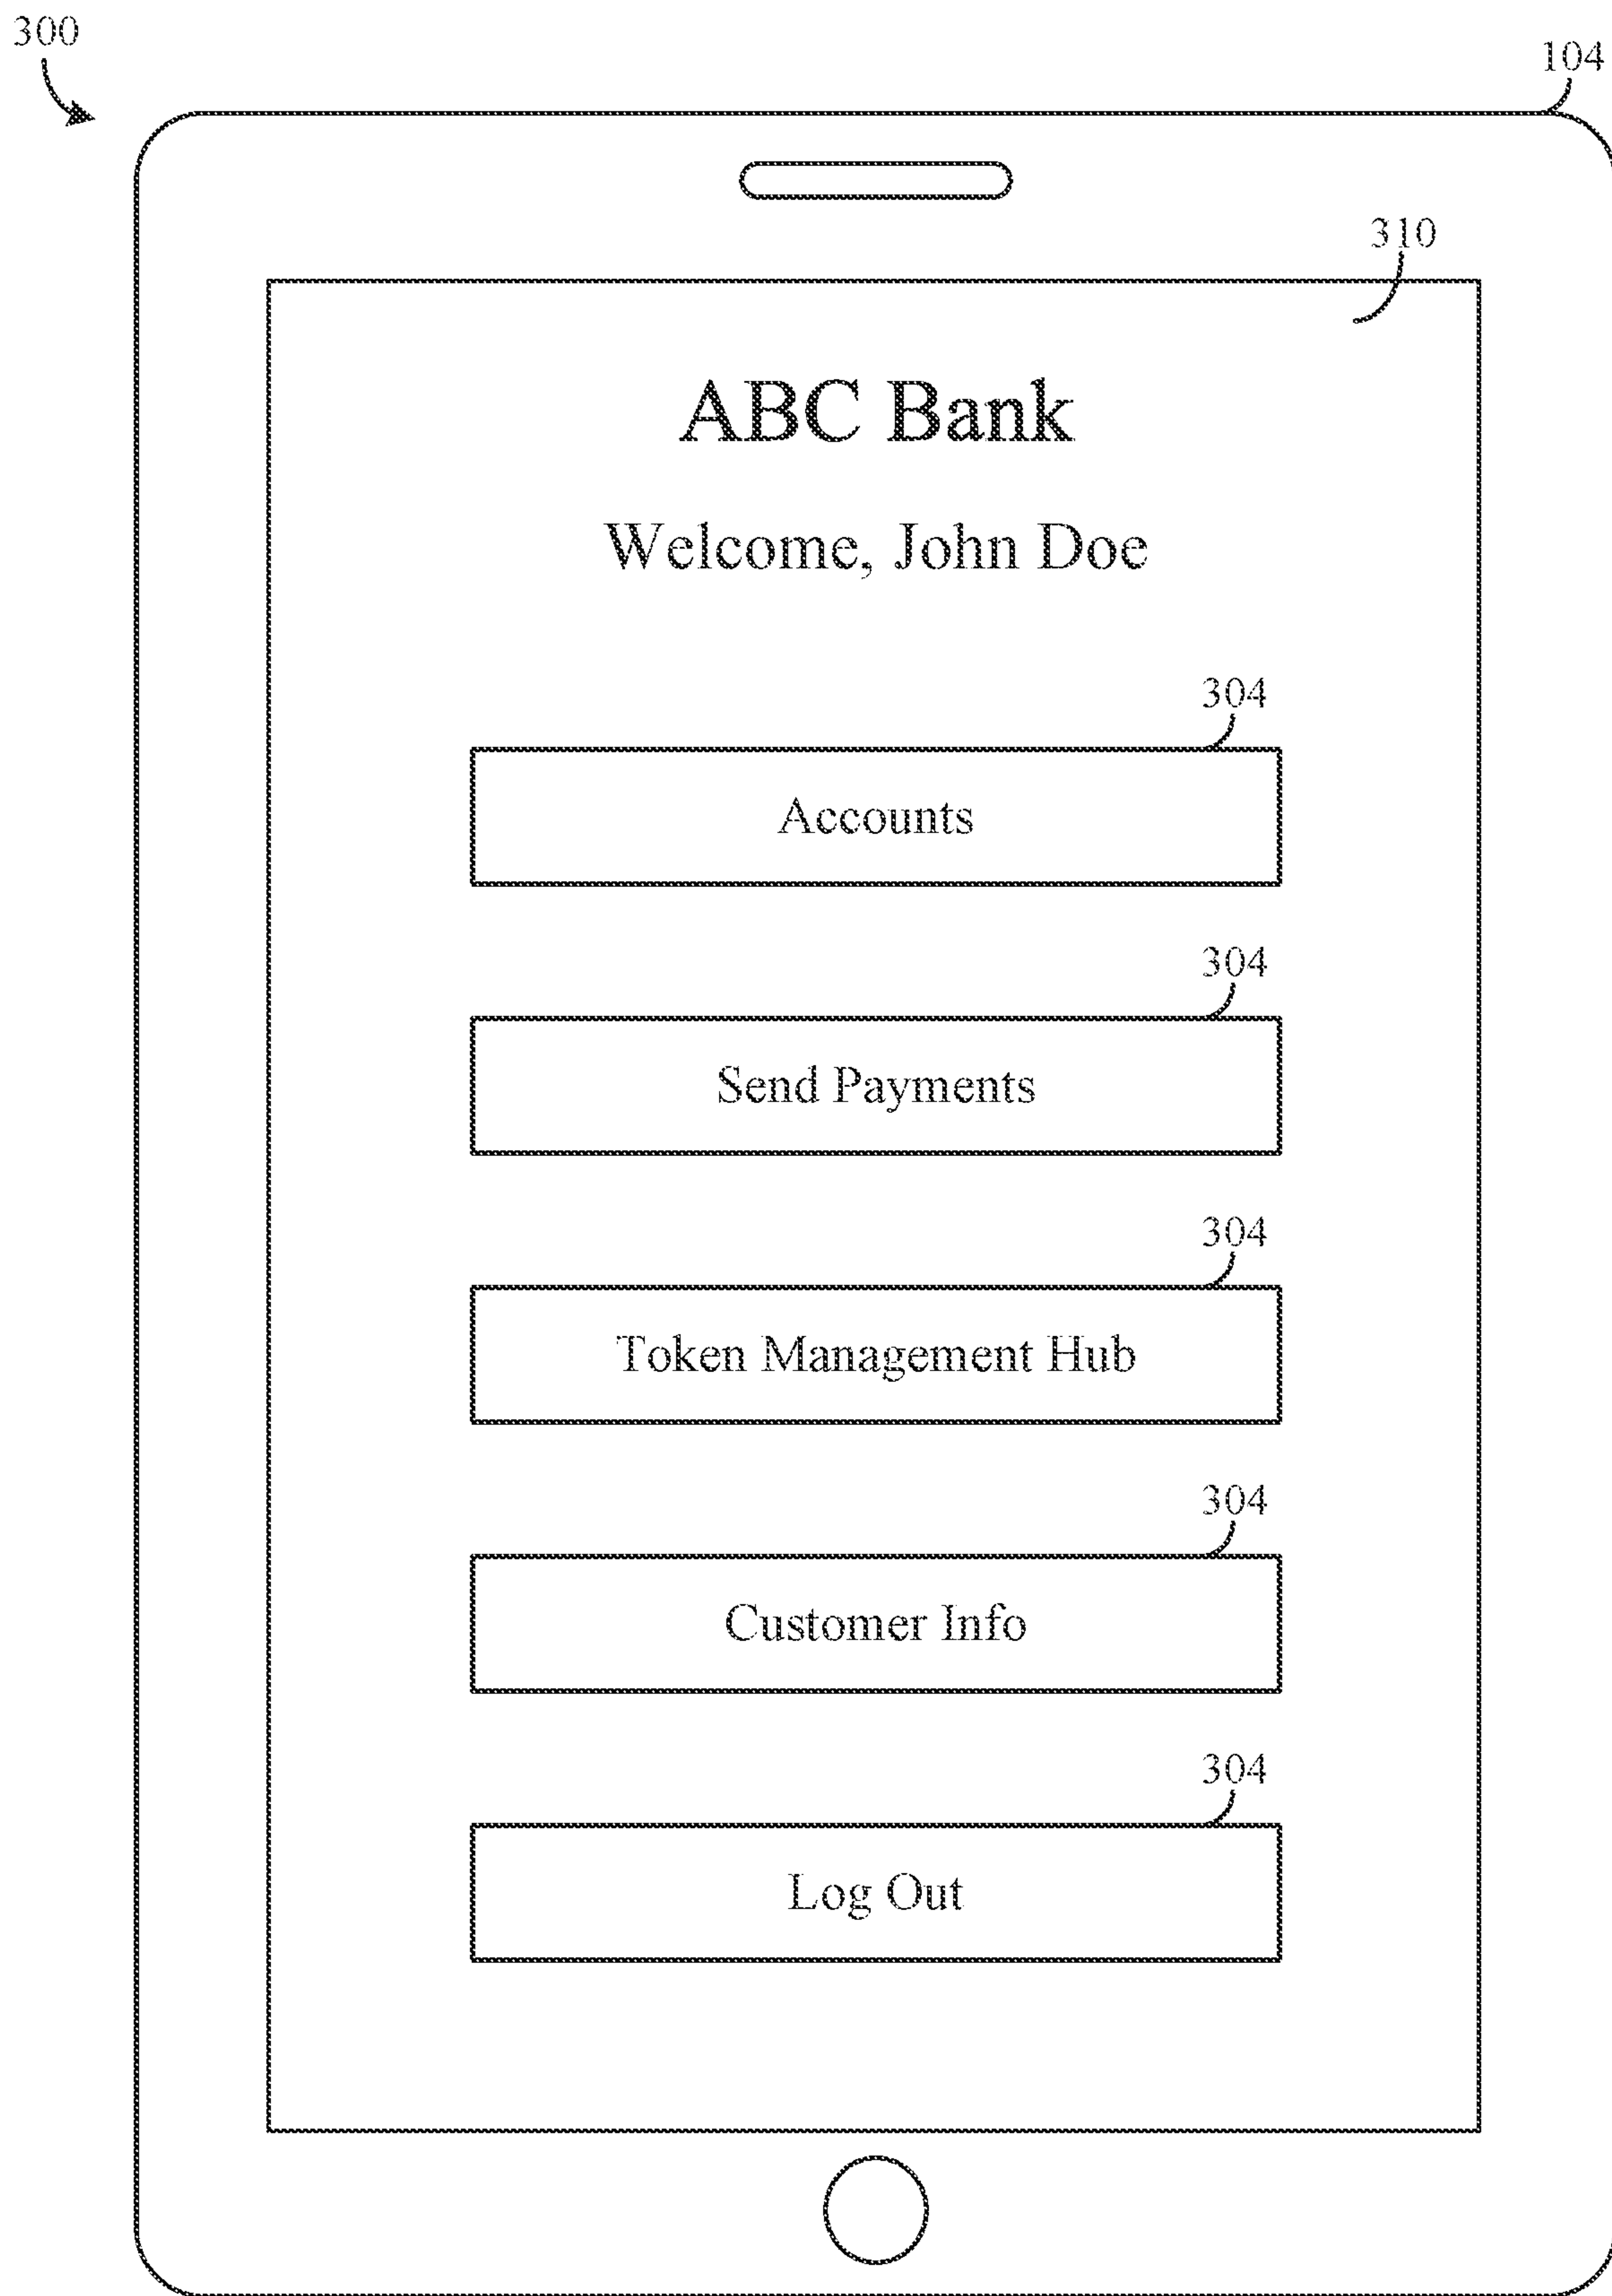 300
104
310
ABC Bank
Welcome, John Doe
304
Accounts
304
Send Payments
304
Token Management Hub
304
Customer Info
304
Log Out